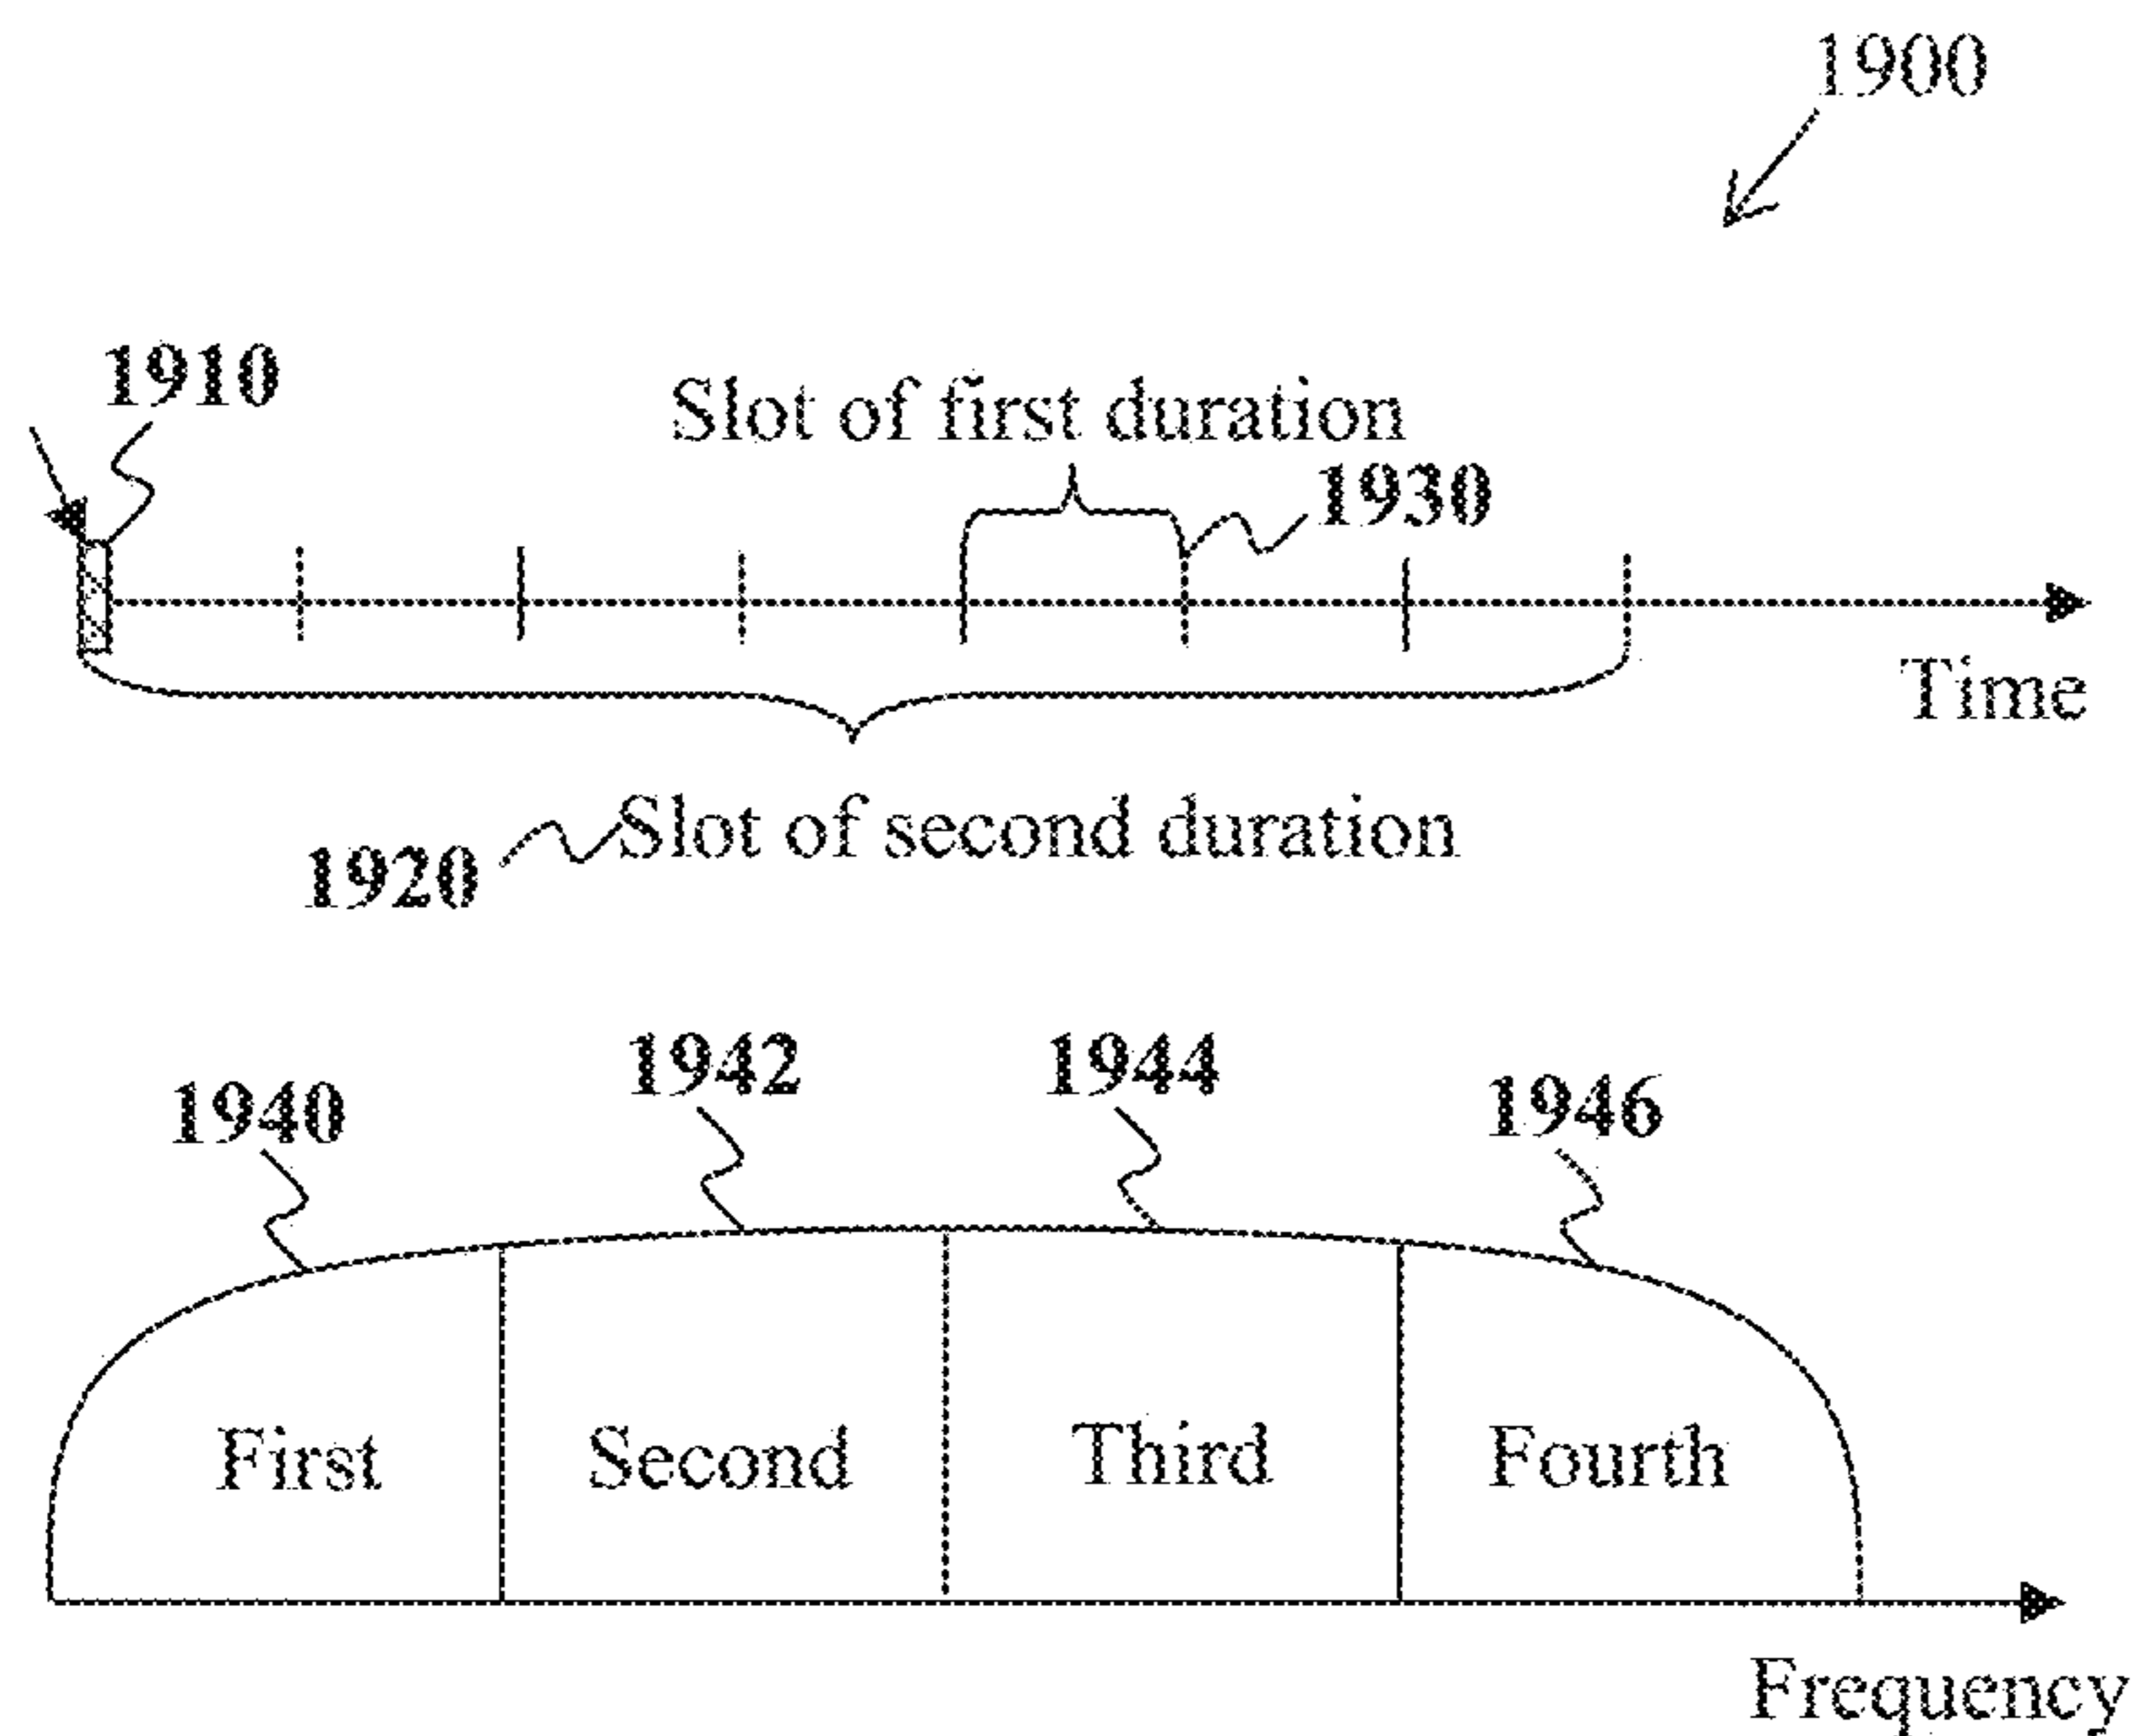 1900
1910
Slot of first duration
1930
Time
Slot of second duration
1920
1942
1944
1940
1946
First
Second
Third
Fourth
Frequency